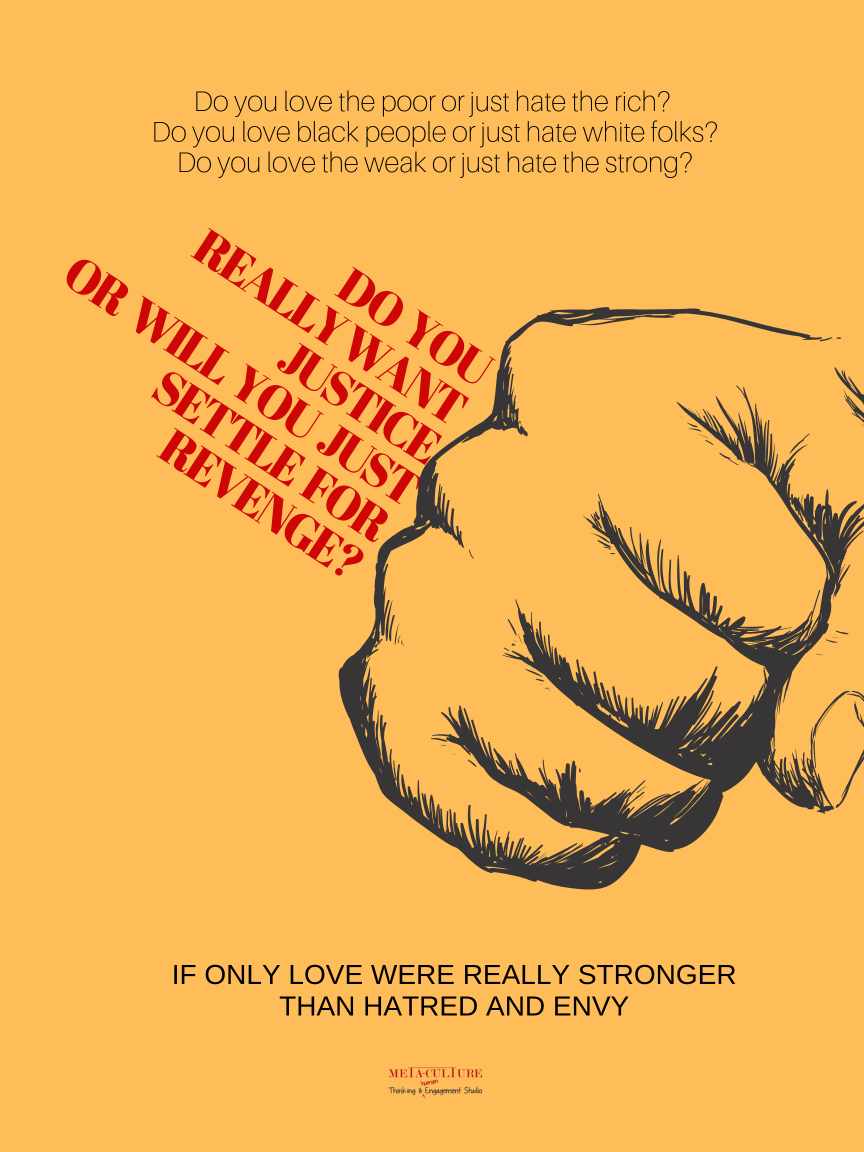 Do you love the poor or just hate the rich?
Do you love black people or just hate white folks?
Do you love the weak or just hate the strong?
DO YOU
REALLY WANT
JUSTICE
OR WILL YOU JUST
SETTLE FOR
REVENGE?
IF ONLY LOVE WERE REALLY STRONGER
THAN HATRED AND ENVY
META-CULTURE
human
Thinking & Engagement Studio